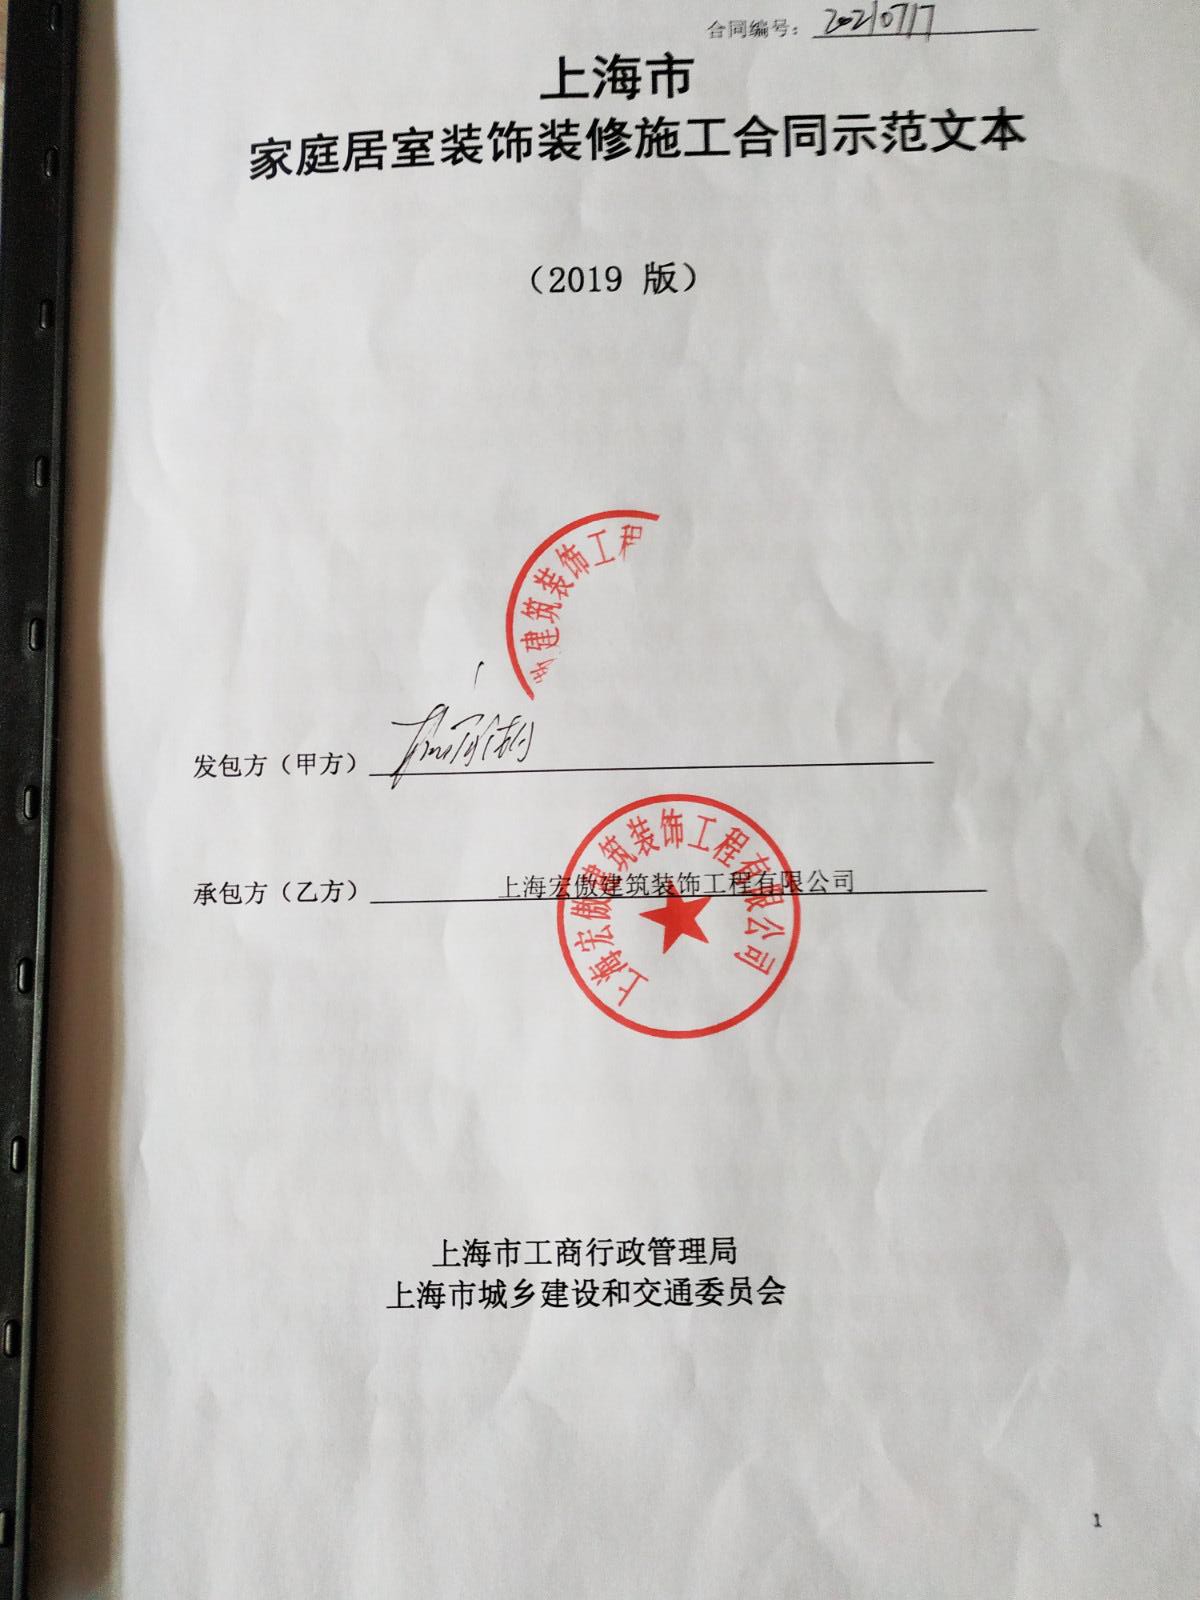 合同编号：20210717
上海市
家庭居室装饰装修施工合同示范文本
（2019 版）
建筑装饰工程
发包方（甲方）
承包方（乙方）上海宏傲建筑装饰工程有限公司
上海宏傲建筑装饰工程有限公司
上海市工商行政管理局
上海市城乡建设和交通委员会
1